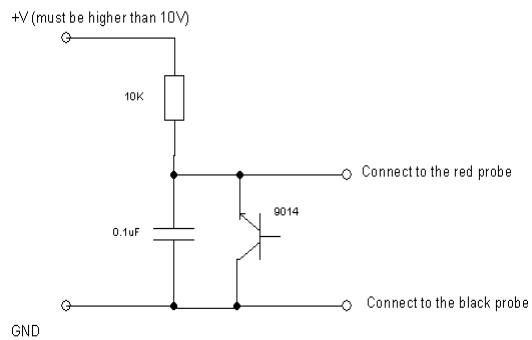 +V (must be higher than 10V)
10K
Connect to the red probe
9014
0.1uF
Connect to the black probe
GND